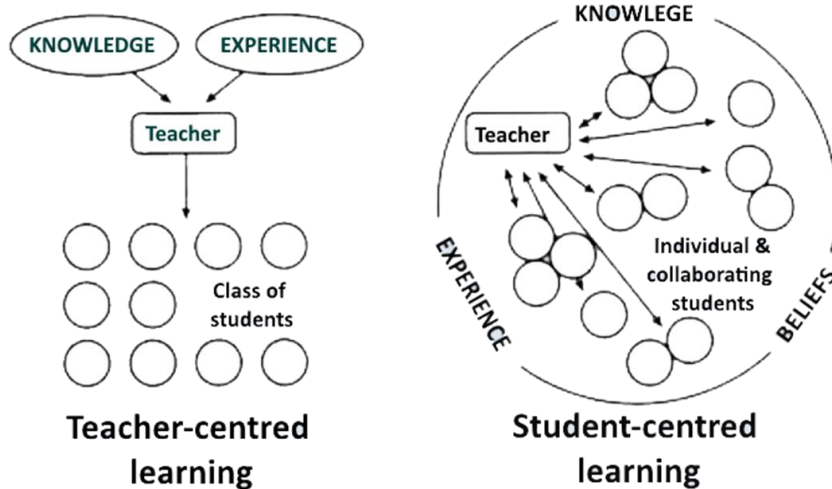 KNOWLEDGE
EXPERIENCE
Teacher
Class of
students
Teacher-centred
learning
KNOWLEGE
Teacher
EXPERIENCE
Individual &
collaborating
students
BELIEFS
Student-centred
learning